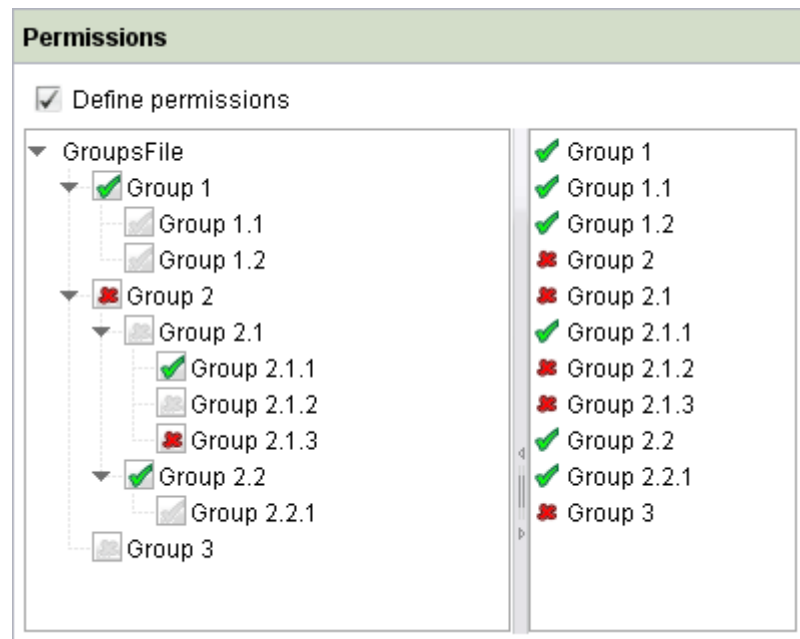 Permissions
Define permissions
GroupsFile
Group 1
Group 1.1
Group 1.2
Group 2
Group 2.1
Group 2.1.1
Group 2.1.2
Group 2.1.3
Group 2.2
Group 2.2.1
Group 3
Group 1
Group 1.1
Group 1.2
Group 2
Group 2.1
Group 2.1.1
Group 2.1.2
Group 2.1.3
Group 2.2
Group 2.2.1
Group 3